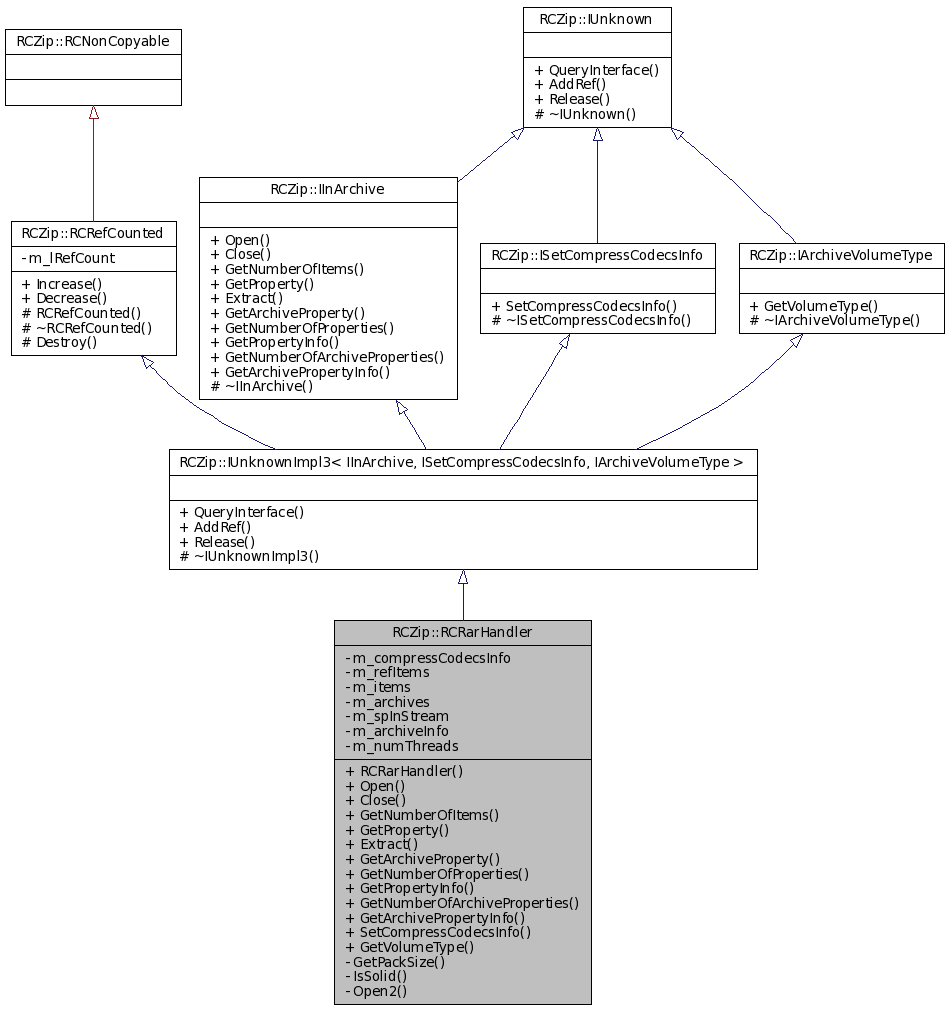 RCZip::IUnknown
+ QueryInterface()
+ AddRef()
+ Release()
# ~IUnknown()
RCZip::RCNonCopyable
RCZip::IInArchive
+ Open()
+ Close()
+ GetNumberOfItems()
+ GetProperty()
+ Extract()
+ GetArchiveProperty()
+ GetNumberOfProperties()
+ GetPropertyInfo()
+ GetNumberOfArchiveProperties()
+ GetArchivePropertyInfo()
# ~IInArchive()
RCZip::RCRefCounted
- m_lRefCount
+ Increase()
+ Decrease()
# RCRefCounted()
# ~RCRefCounted()
# Destroy()
RCZip::ISetCompressCodecsInfo
+ SetCompressCodecsInfo()
# ~ISetCompressCodecsInfo()
RCZip::IArchiveVolumeType
+ GetVolumeType()
# ~IArchiveVolumeType()
RCZip::IUnknownImpl3< IInArchive, ISetCompressCodecsInfo, IArchiveVolumeType >
+ QueryInterface()
+ AddRef()
+ Release()
# ~IUnknownImpl3()
RCZip::RCRarHandler
- m_compressCodecsInfo
- m_refItems
- m_items
- m_archives
- m_spInStream
- m_archiveInfo
- m_numThreads
+ RCRarHandler()
+ Open()
+ Close()
+ GetNumberOfItems()
+ GetProperty()
+ Extract()
+ GetArchiveProperty()
+ GetNumberOfProperties()
+ GetPropertyInfo()
+ GetNumberOfArchiveProperties()
+ GetArchivePropertyInfo()
+ SetCompressCodecsInfo()
+ GetVolumeType()
- GetPackSize()
- IsSolid()
- Open2()